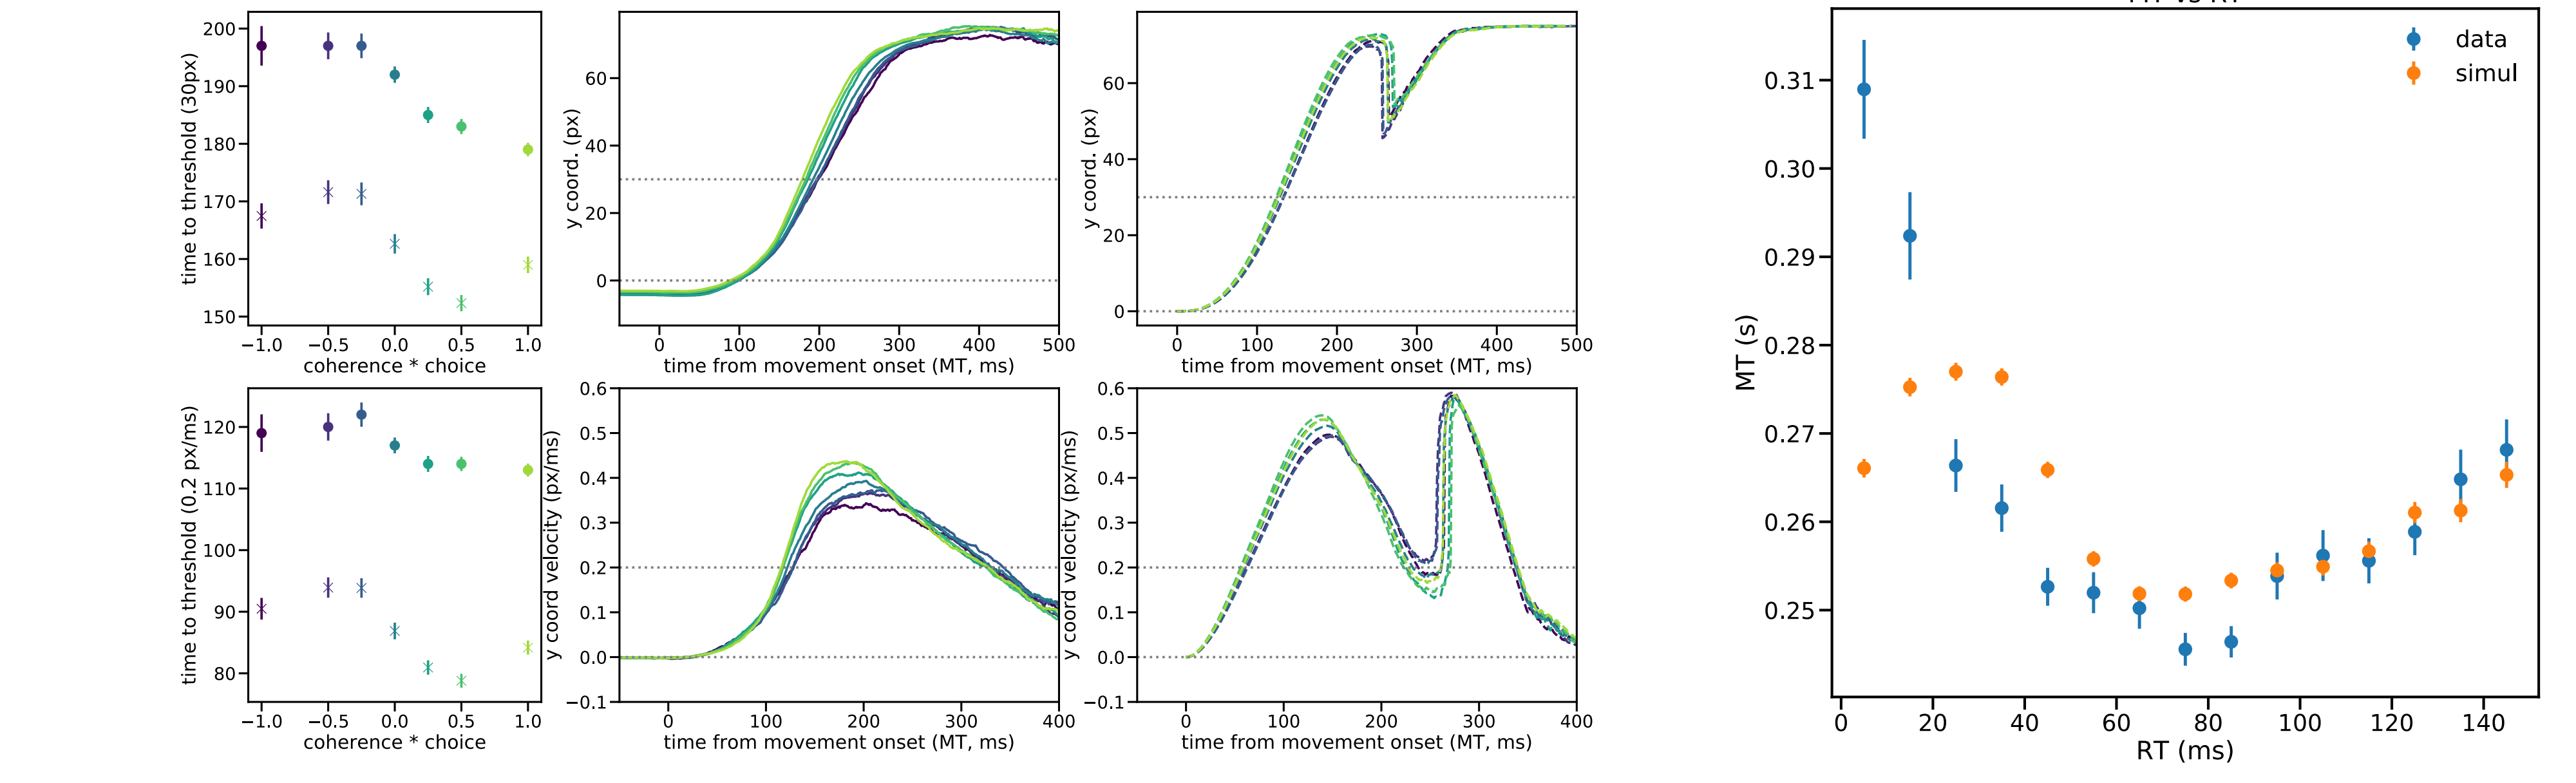 time to threshold (30px)
200
190
180
170
160
150
−1.0 −0.5 0.0 0.5 1.0
coherence * choice
y coord. (px)
60
40
20
0
0 100 200 300 400 500
time from movement onset (MT, ms)
y coord. (px)
60
40
20
0
0 100 200 300 400 500
time from movement onset (MT, ms)
time to threshold (0.2 px/ms)
120
110
100
90
80
−1.0 −0.5 0.0 0.5 1.0
coherence * choice
y coord velocity (px/ms)
0.6
0.5
0.4
0.3
0.2
0.1
0.0
−0.1
0 100 200 300 400
time from movement onset (MT, ms)
y coord velocity (px/ms)
0.6
0.5
0.4
0.3
0.2
0.1
0.0
−0.1
0 100 200 300 400
time from movement onset (MT, ms)
MT vs RT
data
simul
MT (s)
0.31
0.30
0.29
0.28
0.27
0.26
0.25
0 20 40 60 80 100 120 140
RT (ms)